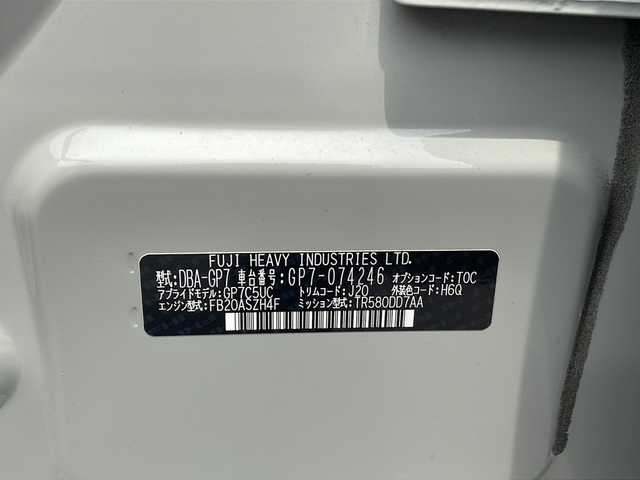 FUJI HEAVY INDUSTRIES LTD.
型式:DBA-GP7 車台番号:GP7-074246 オプションコード:TOC
アプライドモデル:GP7C5UC トリムコード:J20 外装色コード:H6Q
エンジン型式:FB20ASZH4F ミッション型式:TR580DD7AA